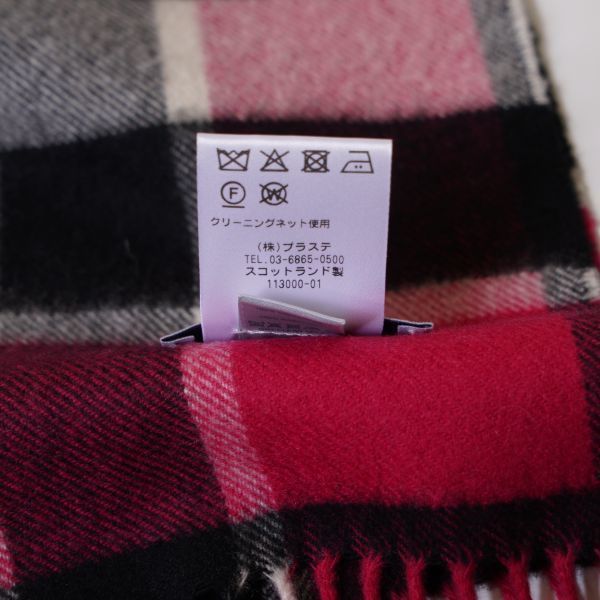 F W
クリーニングネット使用
(株)プラステ
TEL.03-6865-0500
スコットランド製
113000-01